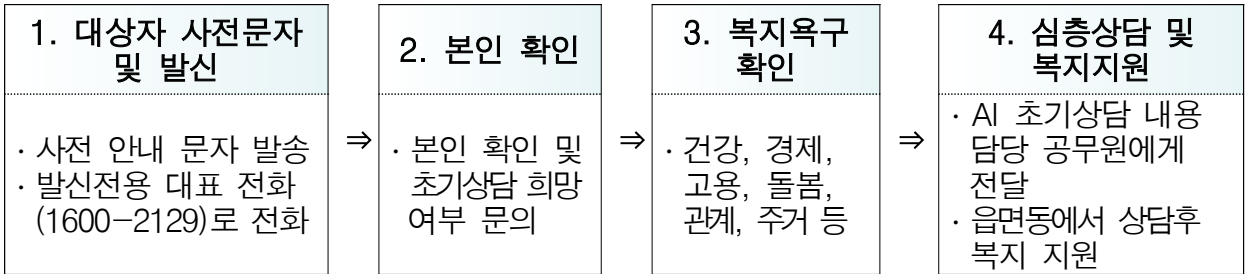 1. 대상자 사전문자
및 발신
· 사전 안내 문자 발송
· 발신전용 대표 전화
(1600-2129)로 전화
⇒
2. 본인 확인
· 본인 확인 및
초기상담 희망
여부 문의
⇒
3. 복지욕구
확인
· 건강, 경제,
고용, 돌봄,
관계, 주거 등
⇒
4. 심층상담 및
복지지원
· AI 초기상담 내용
담당 공무원에게
전달
· 읍면동에서 상담후
복지 지원